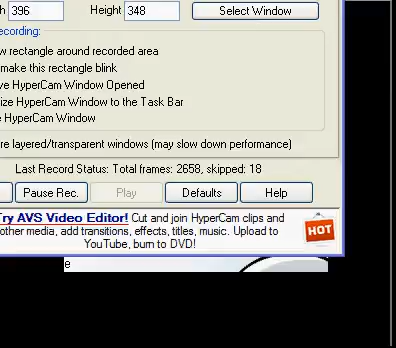 h 396 Height 348 Select Window
ecording:
w rectangle around recorded area
make this rectangle blink
ve HyperCam Window Opened
ize HyperCam Window to the Task Bar
e HyperCam Window
re layered/transparent windows (may slow down performance)
Last Record Status: Total frames: 2658, skipped: 18
Pause Rec. Play Defaults Help
Try AVS Video Editor! Cut and join HyperCam clips and
other media, add transitions, effects, titles, music. Upload to
YouTube, burn to DVD!
HOT
e